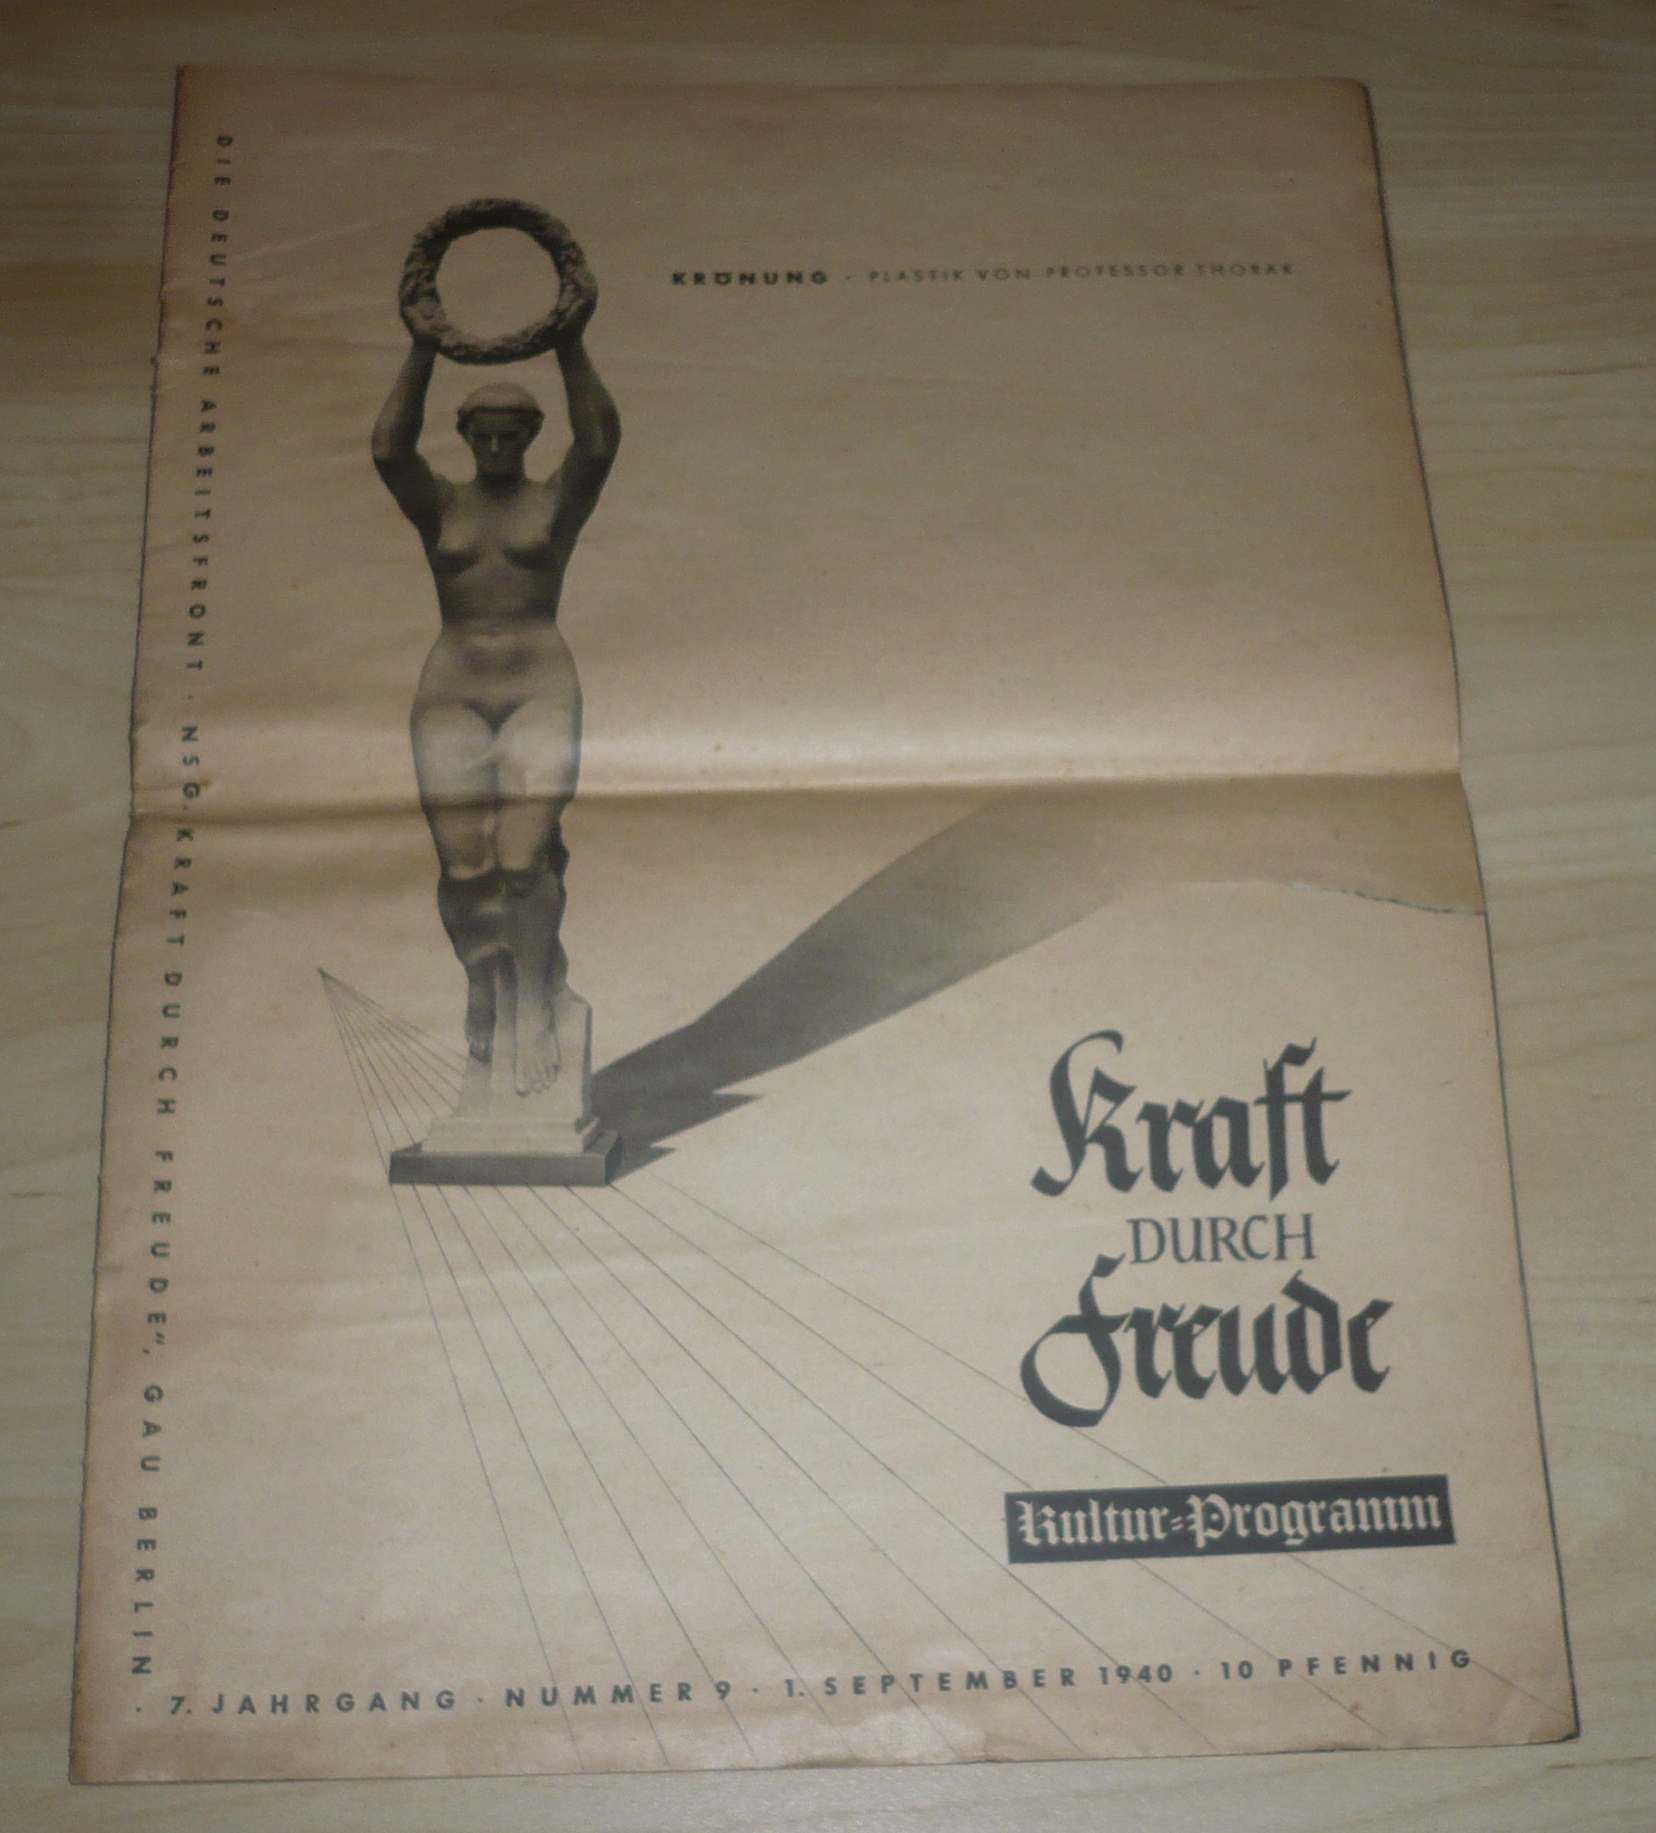 DIE DEUTSCHE ARBEITSFRONT · NSG. KRAFT DURCH FREUDE“, GAU BERLIN ·
KRÖNUNG · PLASTIK VON PROFESSOR THORAK
Kraft
DURCH
Freude
Kultur=Programm
7. JAHRGANG · NUMMER 9 · 1. SEPTEMBER 1940 · 10 PFENNIG